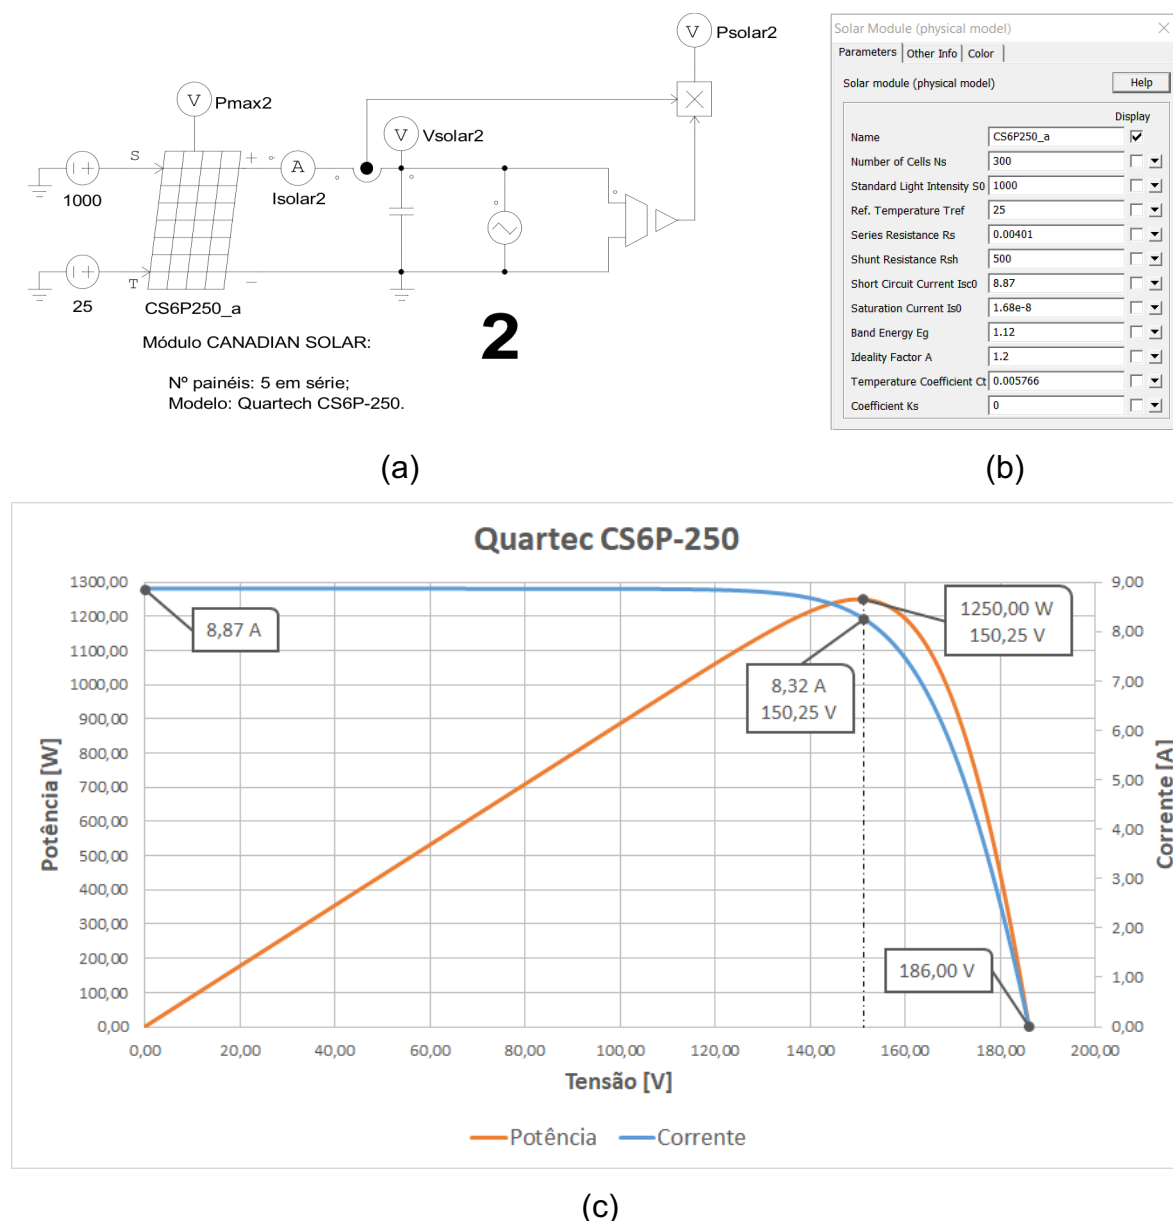 V
Psolar2
V
Pmax2
V
Vsolar2
S
+
A
Isolar2
1000
T
-
25
CS6P250_a
Módulo CANADIAN SOLAR:
2
Nº painéis: 5 em série;
Modelo: Quartech CS6P-250.
(a)
Solar Module (physical model)
Parameters Other Info Color
Solar module (physical model) Help
Display
Name CS6P250_a
Number of Cells Ns 300
Standard Light Intensity S0 1000
Ref. Temperature Tref 25
Series Resistance Rs 0.00401
Shunt Resistance Rsh 500
Short Circuit Current Isc0 8.87
Saturation Current Is0 1.68e-8
Band Energy Eg 1.12
Ideality Factor A 1.2
Temperature Coefficient Ct 0.005766
Coefficient Ks 0
(b)
Quartec CS6P-250
1300,00
1200,00
1100,00
1000,00
900,00
800,00
700,00
600,00
500,00
400,00
300,00
200,00
100,00
0,00
Potência [W]
8,87 A
1250,00 W
150,25 V
8,32 A
150,25 V
186,00 V
9,00
8,00
7,00
6,00
5,00
4,00
3,00
2,00
1,00
0,00
Corrente [A]
0,00 20,00 40,00 60,00 80,00 100,00 120,00 140,00 160,00 180,00 200,00
Tensão [V]
Potência Corrente
(c)